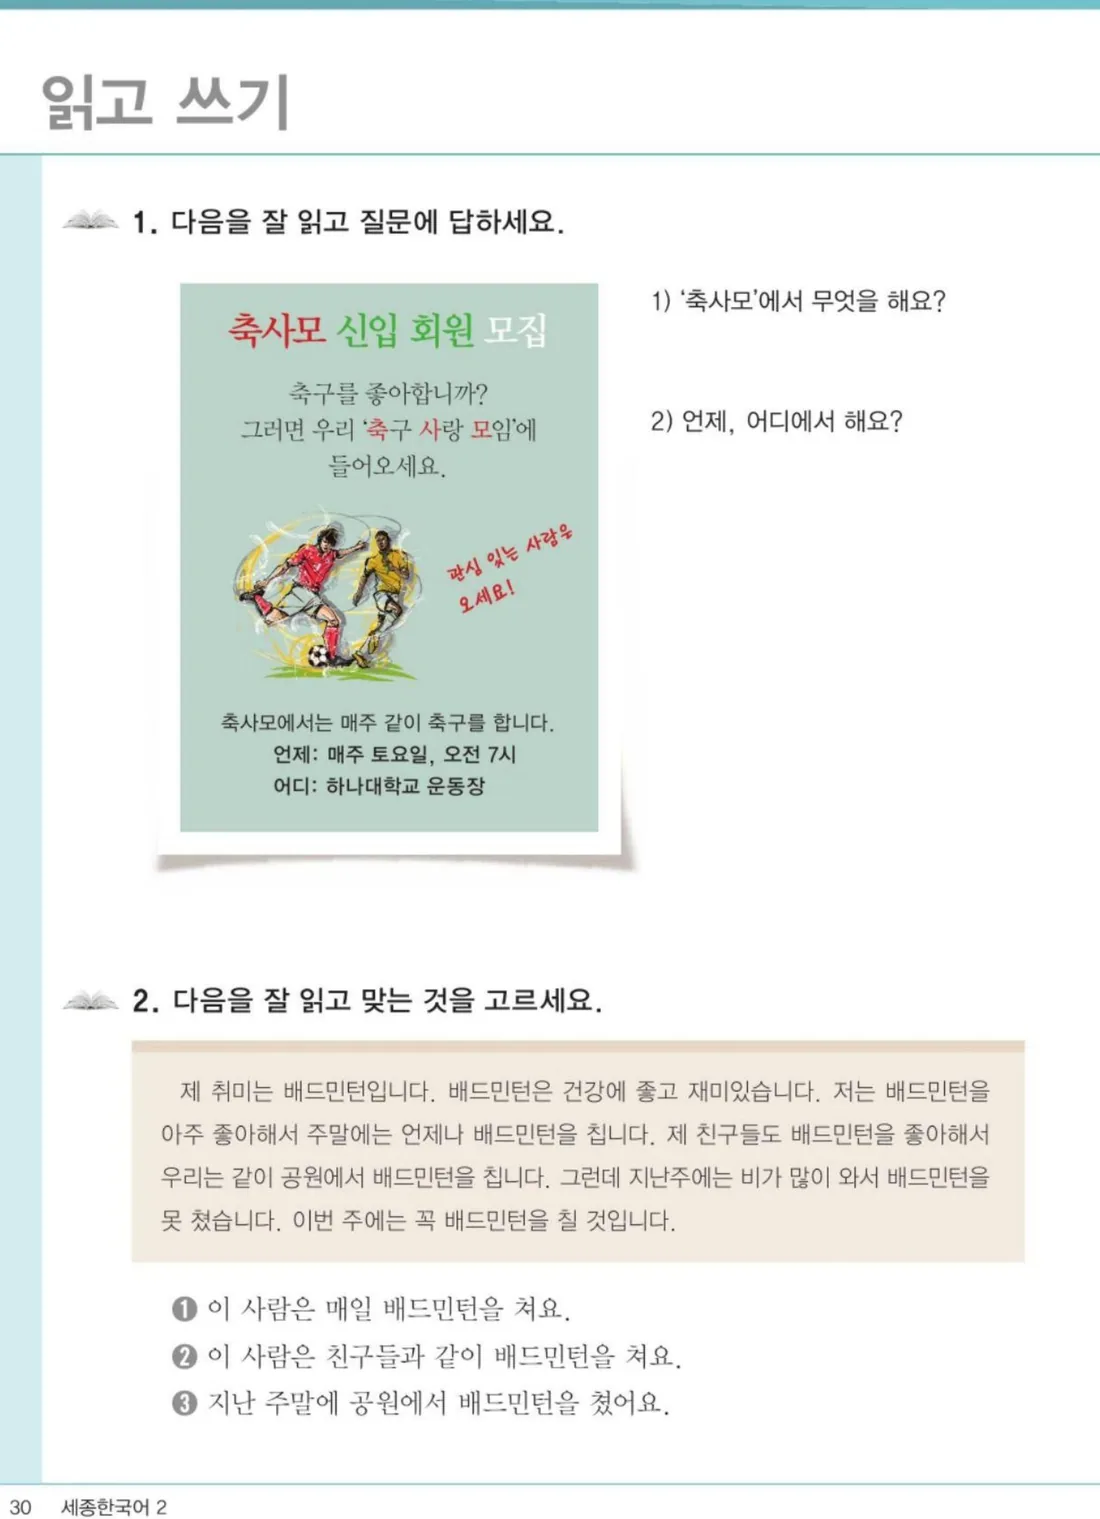 읽고 쓰기
1. 다음을 잘 읽고 질문에 답하세요.
축사모 신입 회원 모집
축구를 좋아합니까?
그러면 우리 '축구 사랑 모임'에
들어오세요.
관심 있는 사람은
오세요!
축사모에서는 매주 같이 축구를 합니다.
언제: 매주 토요일, 오전 7시
어디: 하나대학교 운동장
1) '축사모'에서 무엇을 해요?
2) 언제, 어디에서 해요?
2. 다음을 잘 읽고 맞는 것을 고르세요.
제 취미는 배드민턴입니다. 배드민턴은 건강에 좋고 재미있습니다. 저는 배드민턴을
아주 좋아해서 주말에는 언제나 배드민턴을 칩니다. 제 친구들도 배드민턴을 좋아해서
우리는 같이 공원에서 배드민턴을 칩니다. 그런데 지난주에는 비가 많이 와서 배드민턴을
못 쳤습니다. 이번 주에는 꼭 배드민턴을 칠 것입니다.
❶ 이 사람은 매일 배드민턴을 쳐요.
❷ 이 사람은 친구들과 같이 배드민턴을 쳐요.
❸ 지난 주말에 공원에서 배드민턴을 쳤어요.
30 세종한국어 2